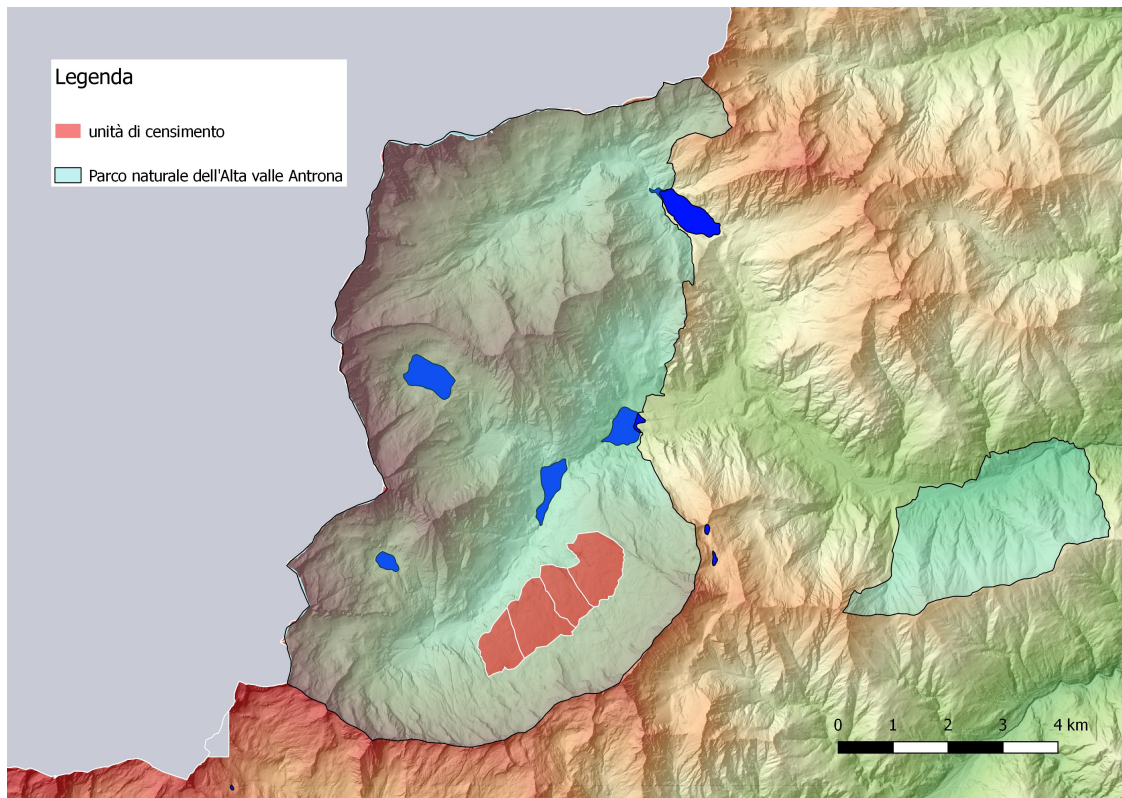 Legenda
unità di censimento
Parco naturale dell'Alta valle Antrona
0 1 2 3 4 km